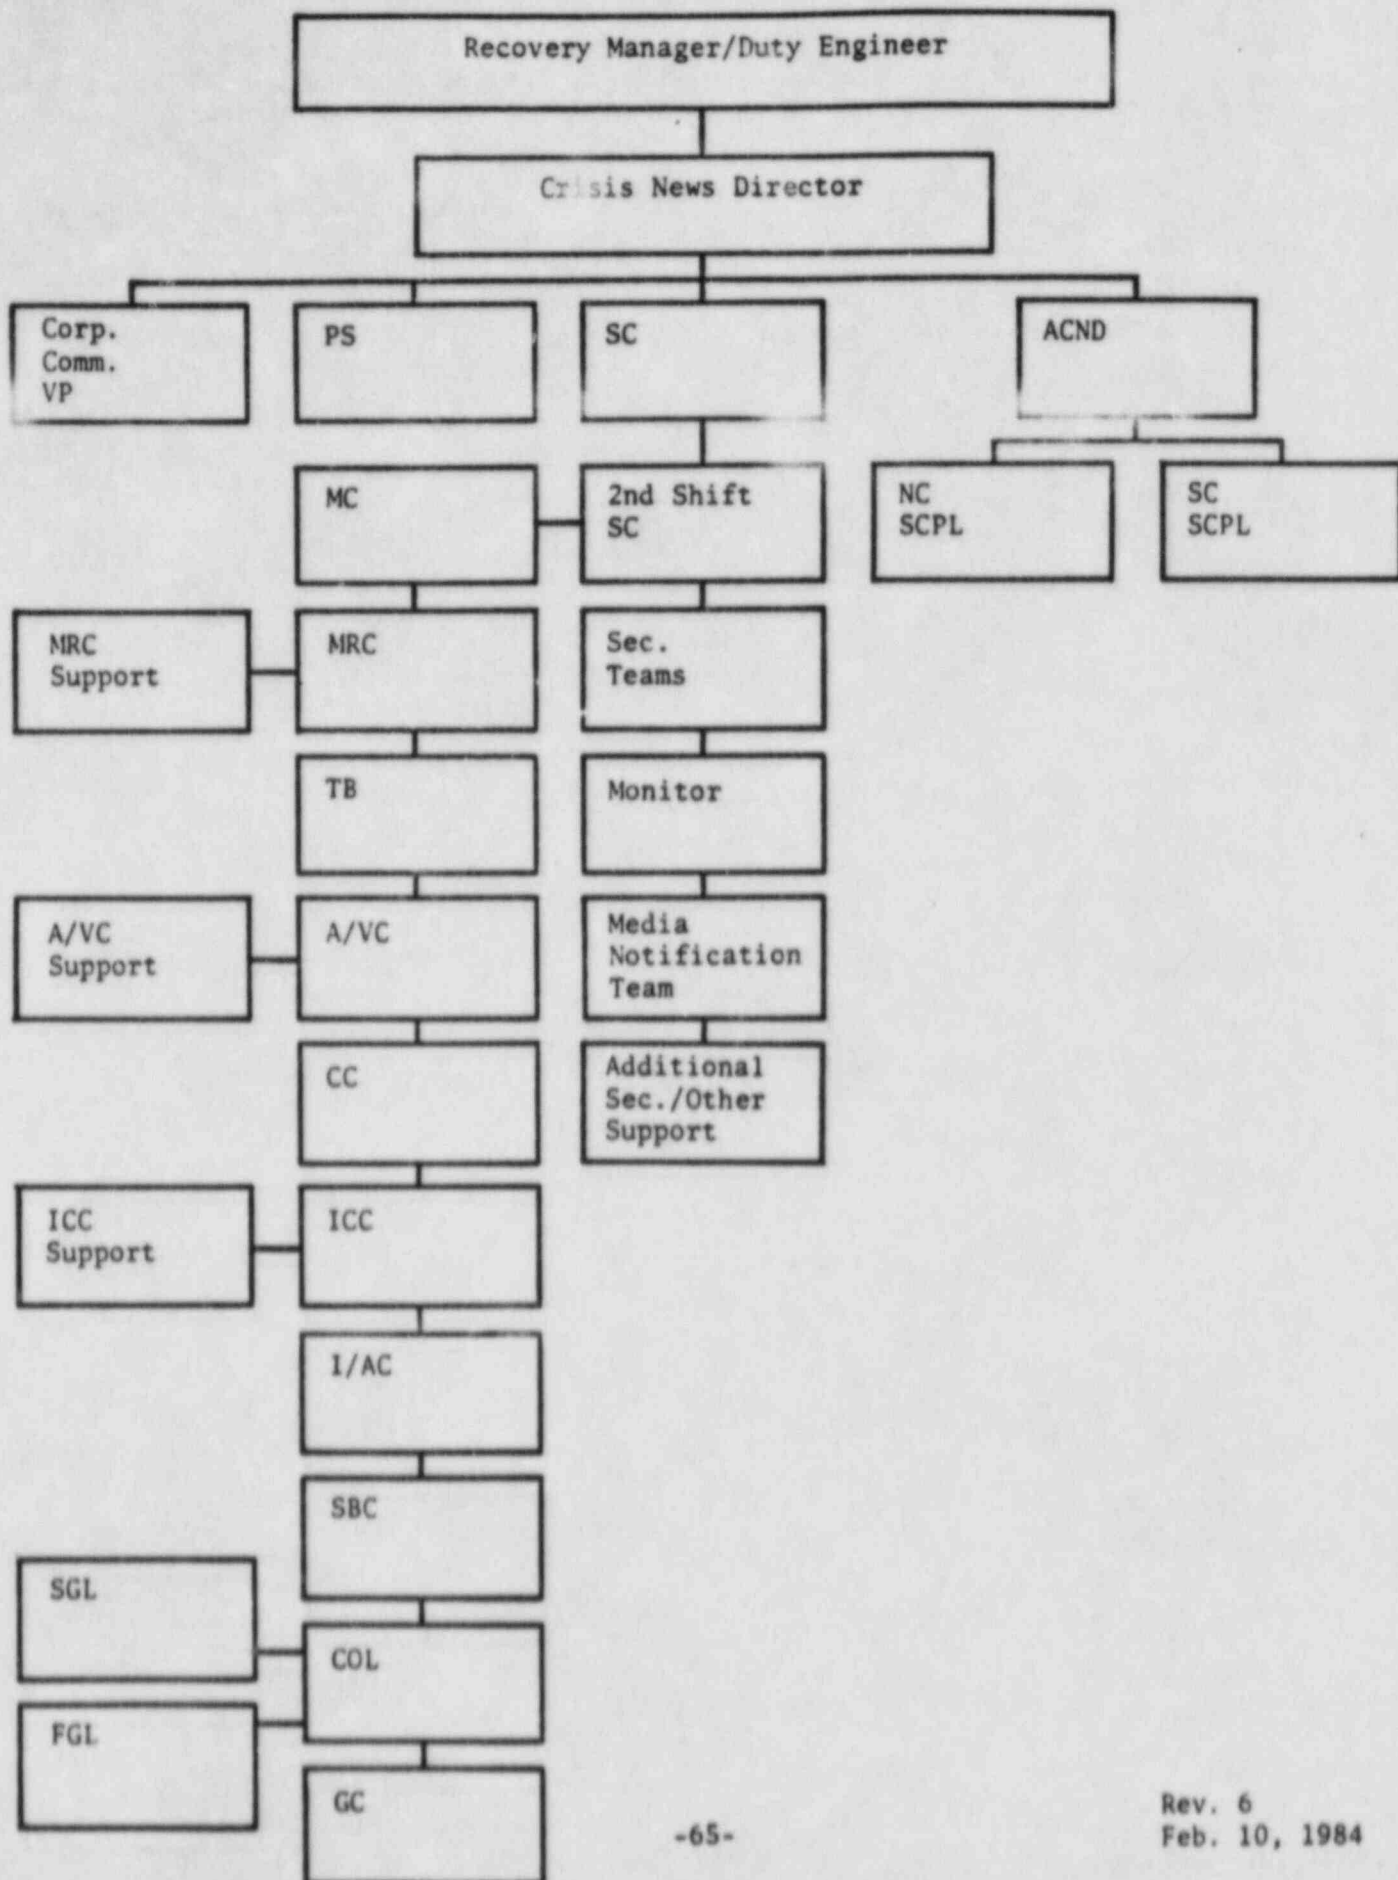 Recovery Manager/Duty Engineer
Crisis News Director
Corp.
Comm.
VP
PS
SC
ACND
MC
2nd Shift
SC
NC
SCPL
SC
SCPL
MRC
Support
MRC
Sec.
Teams
TB
Monitor
A/VC
Support
A/VC
Media
Notification
Team
CC
Additional
Sec./Other
Support
ICC
Support
ICC
I/AC
SBC
SGL
COL
FGL
GC
-65-
Rev. 6
Feb. 10, 1984